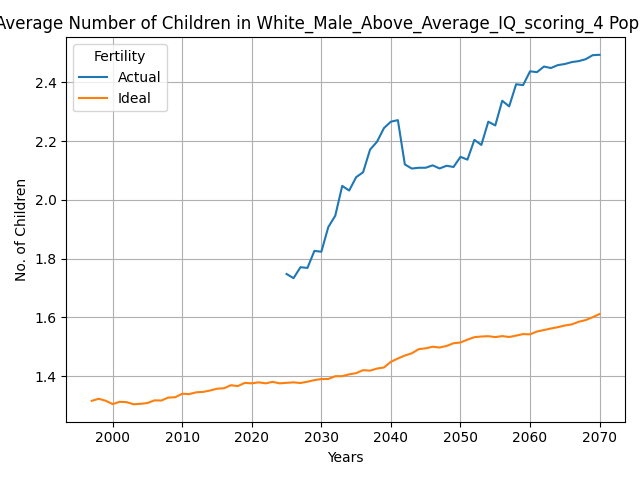 Average Number of Children in White_Male_Above_Average_IQ_scoring_4 Pop
Fertility
Actual
Ideal
2.4
2.2
2.0
1.8
1.6
1.4
No. of Children
2000 2010 2020 2030 2040 2050 2060 2070
Years